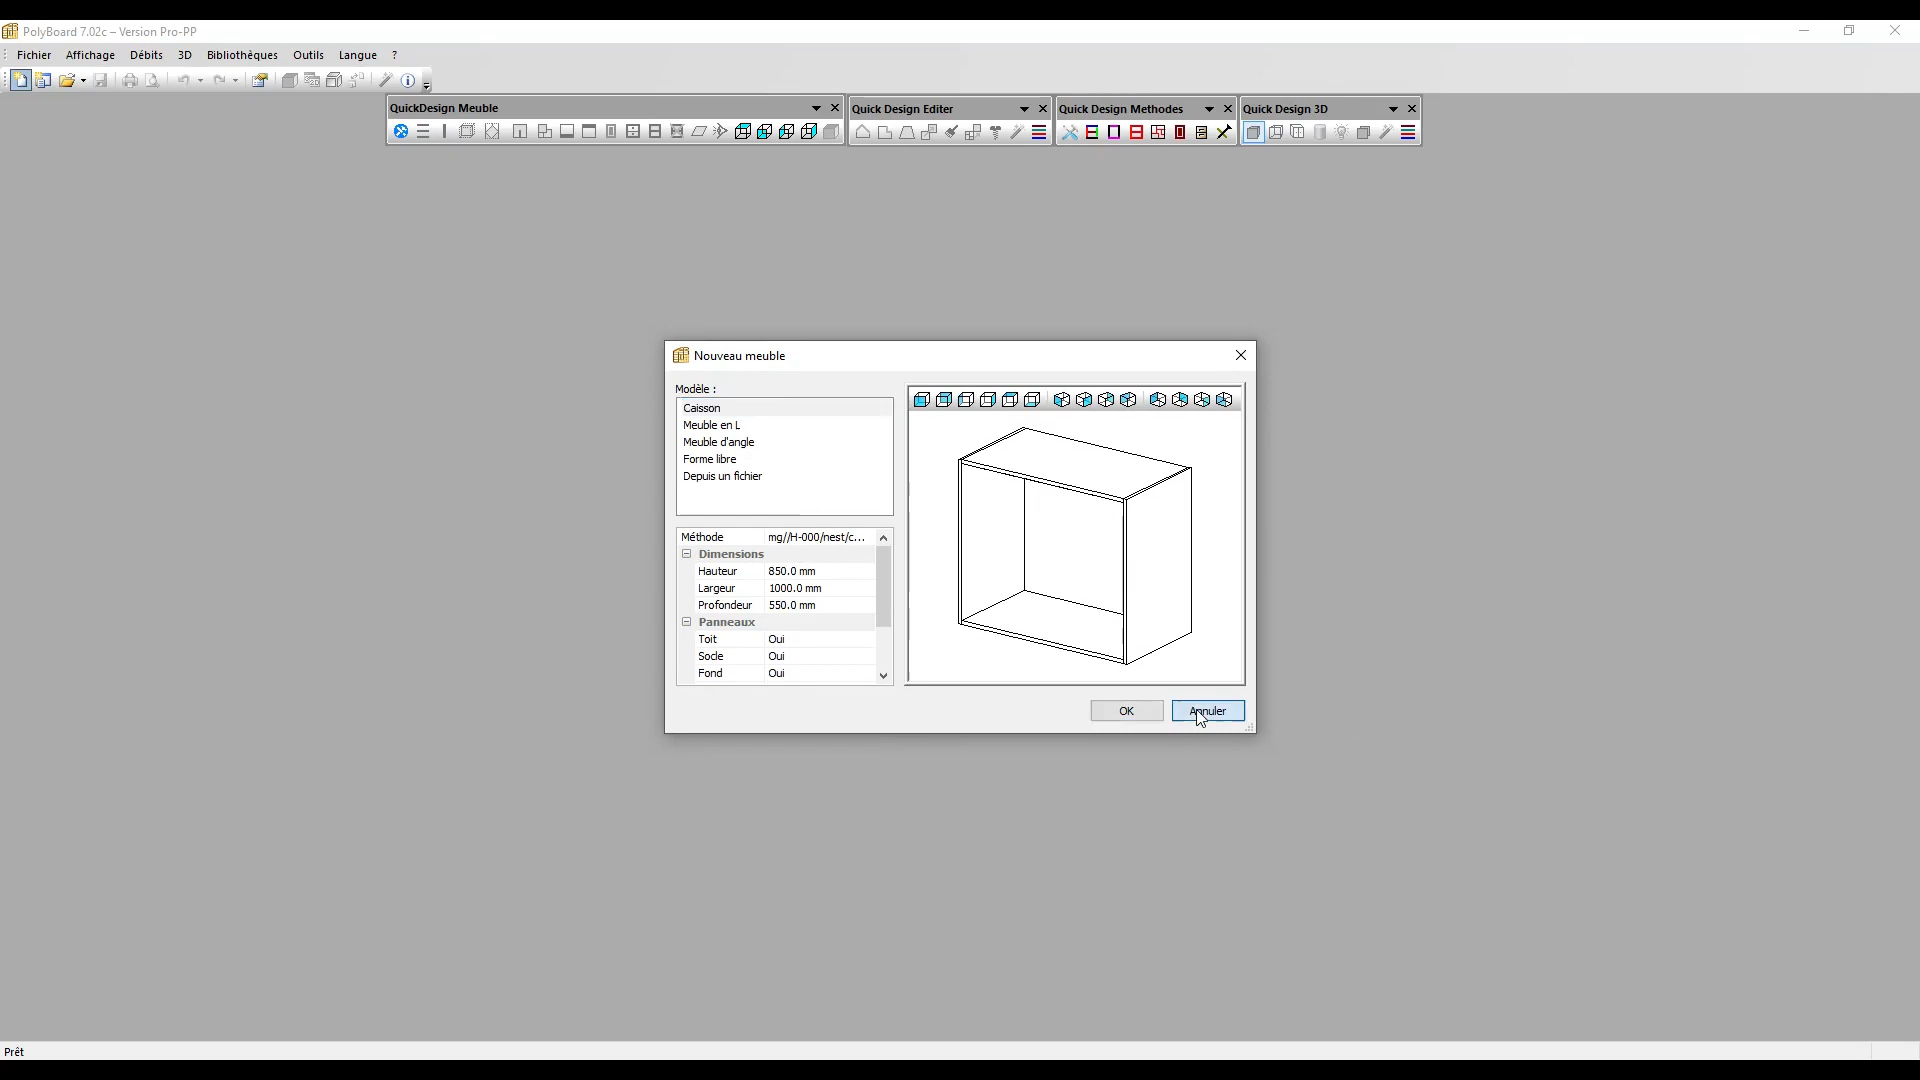 PolyBoard 7.02c – Version Pro-PP
Fichier Affichage Débits 3D Bibliothèques Outils Langue ?
QuickDesign Meuble
Quick Design Editer
Quick Design Methodes
Quick Design 3D
Nouveau meuble
Modèle :
Caisson
Meuble en L
Meuble d'angle
Forme libre
Depuis un fichier
Méthode mg//H-000/nest/c...
Dimensions
Hauteur 850.0 mm
Largeur 1000.0 mm
Profondeur 550.0 mm
Panneaux
Toit Oui
Socle Oui
Fond Oui
OK Annuler
Prêt